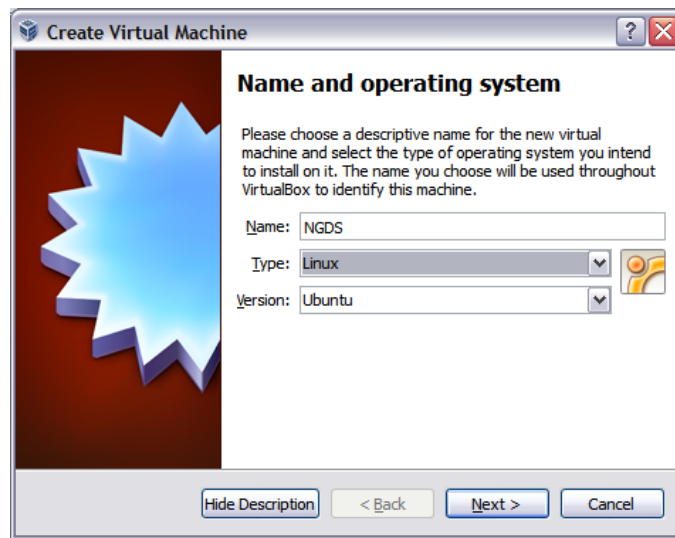 Create Virtual Machine
?
Name and operating system
Please choose a descriptive name for the new virtual
machine and select the type of operating system you intend
to install on it. The name you choose will be used throughout
VirtualBox to identify this machine.
Name: NGDS
Type: Linux
Version: Ubuntu
Hide Description < Back Next > Cancel